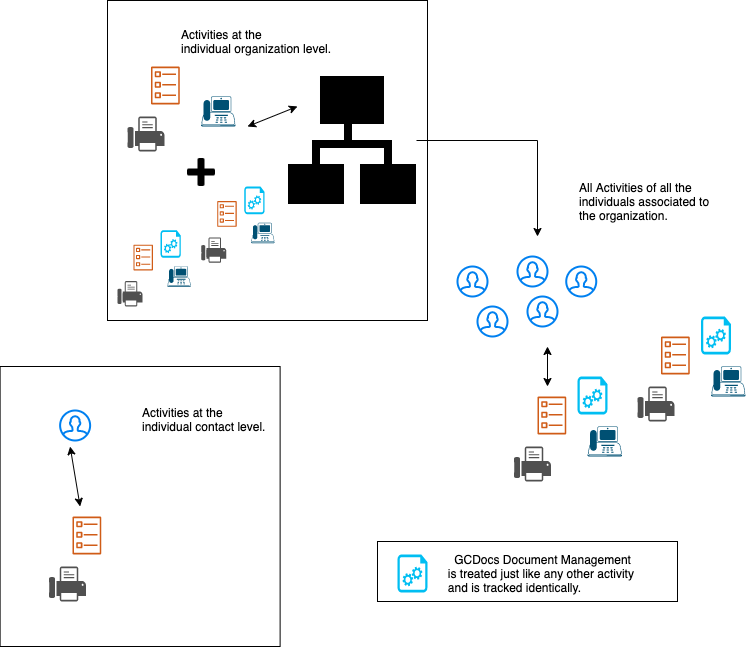 Activities at the
individual organization level.
All Activities of all the
individuals associated to
the organization.
Activities at the
individual contact level.
GCDocs Document Management
is treated just like any other activity
and is tracked identically.